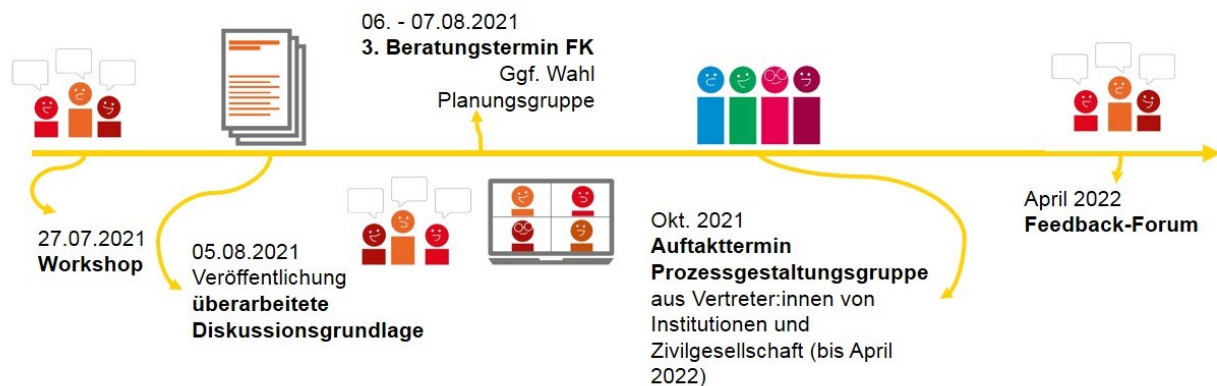 06. - 07.08.2021
3. Beratungstermin FK
Ggf. Wahl
Planungsgruppe
27.07.2021
Workshop
05.08.2021
Veröffentlichung
überarbeitete
Diskussionsgrundlage
Okt. 2021
Auftakttermin
Prozessgestaltungsgruppe
aus Vertreter:innen von
Institutionen und
Zivilgesellschaft (bis April
2022)
April 2022
Feedback-Forum